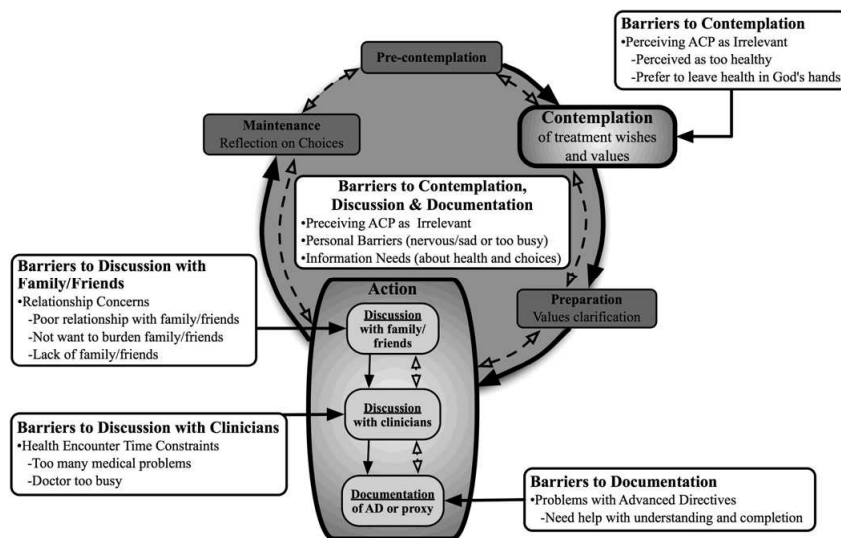 Barriers to Contemplation
•Perceiving ACP as Irrelevant
-Perceived as too healthy
-Prefer to leave health in God's hands
Pre-contemplation
Contemplation
of treatment wishes
and values
Maintenance
Reflection on Choices
Barriers to Contemplation,
Discussion & Documentation
•Preceiving ACP as Irrelevant
•Personal Barriers (nervous/sad or too busy)
•Information Needs (about health and choices)
Barriers to Discussion with
Family/Friends
•Relationship Concerns
-Poor relationship with family/friends
-Not want to burden family/friends
-Lack of family/friends
Action
Preparation
Values clarification
Discussion
with family/
friends
Barriers to Discussion with Clinicians
•Health Encounter Time Constraints
-Too many medical problems
-Doctor too busy
Discussion
with clinicians
Documentation
of AD or proxy
Barriers to Documentation
•Problems with Advanced Directives
-Need help with understanding and completion